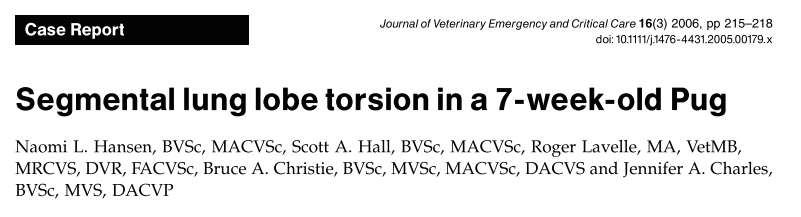 Case Report
Journal of Veterinary Emergency and Critical Care 16(3) 2006, pp 215–218
doi: 10.1111/j.1476-4431.2005.00179.x
Segmental lung lobe torsion in a 7-week-old Pug
Naomi L. Hansen, BVSc, MACVSc, Scott A. Hall, BVSc, MACVSc, Roger Lavelle, MA, VetMB,
MRCVS, DVR, FACVSc, Bruce A. Christie, BVSc, MVSc, MACVSc, DACVS and Jennifer A. Charles,
BVSc, MVS, DACVP